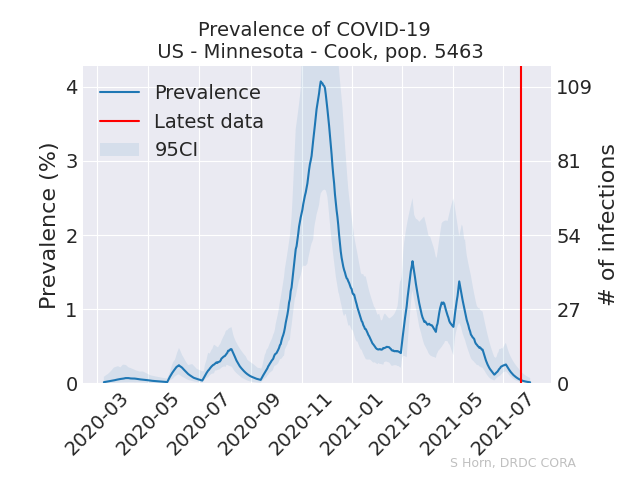 Prevalence of COVID-19
US - Minnesota - Cook, pop. 5463
Prevalence
Latest data
95CI
Prevalence (%)
4
3
2
1
0
109
81
54
27
0
# of infections
2020-03
2020-05
2020-07
2020-09
2020-11
2021-01
2021-03
2021-05
2021-07
S Horn, DRDC CORA